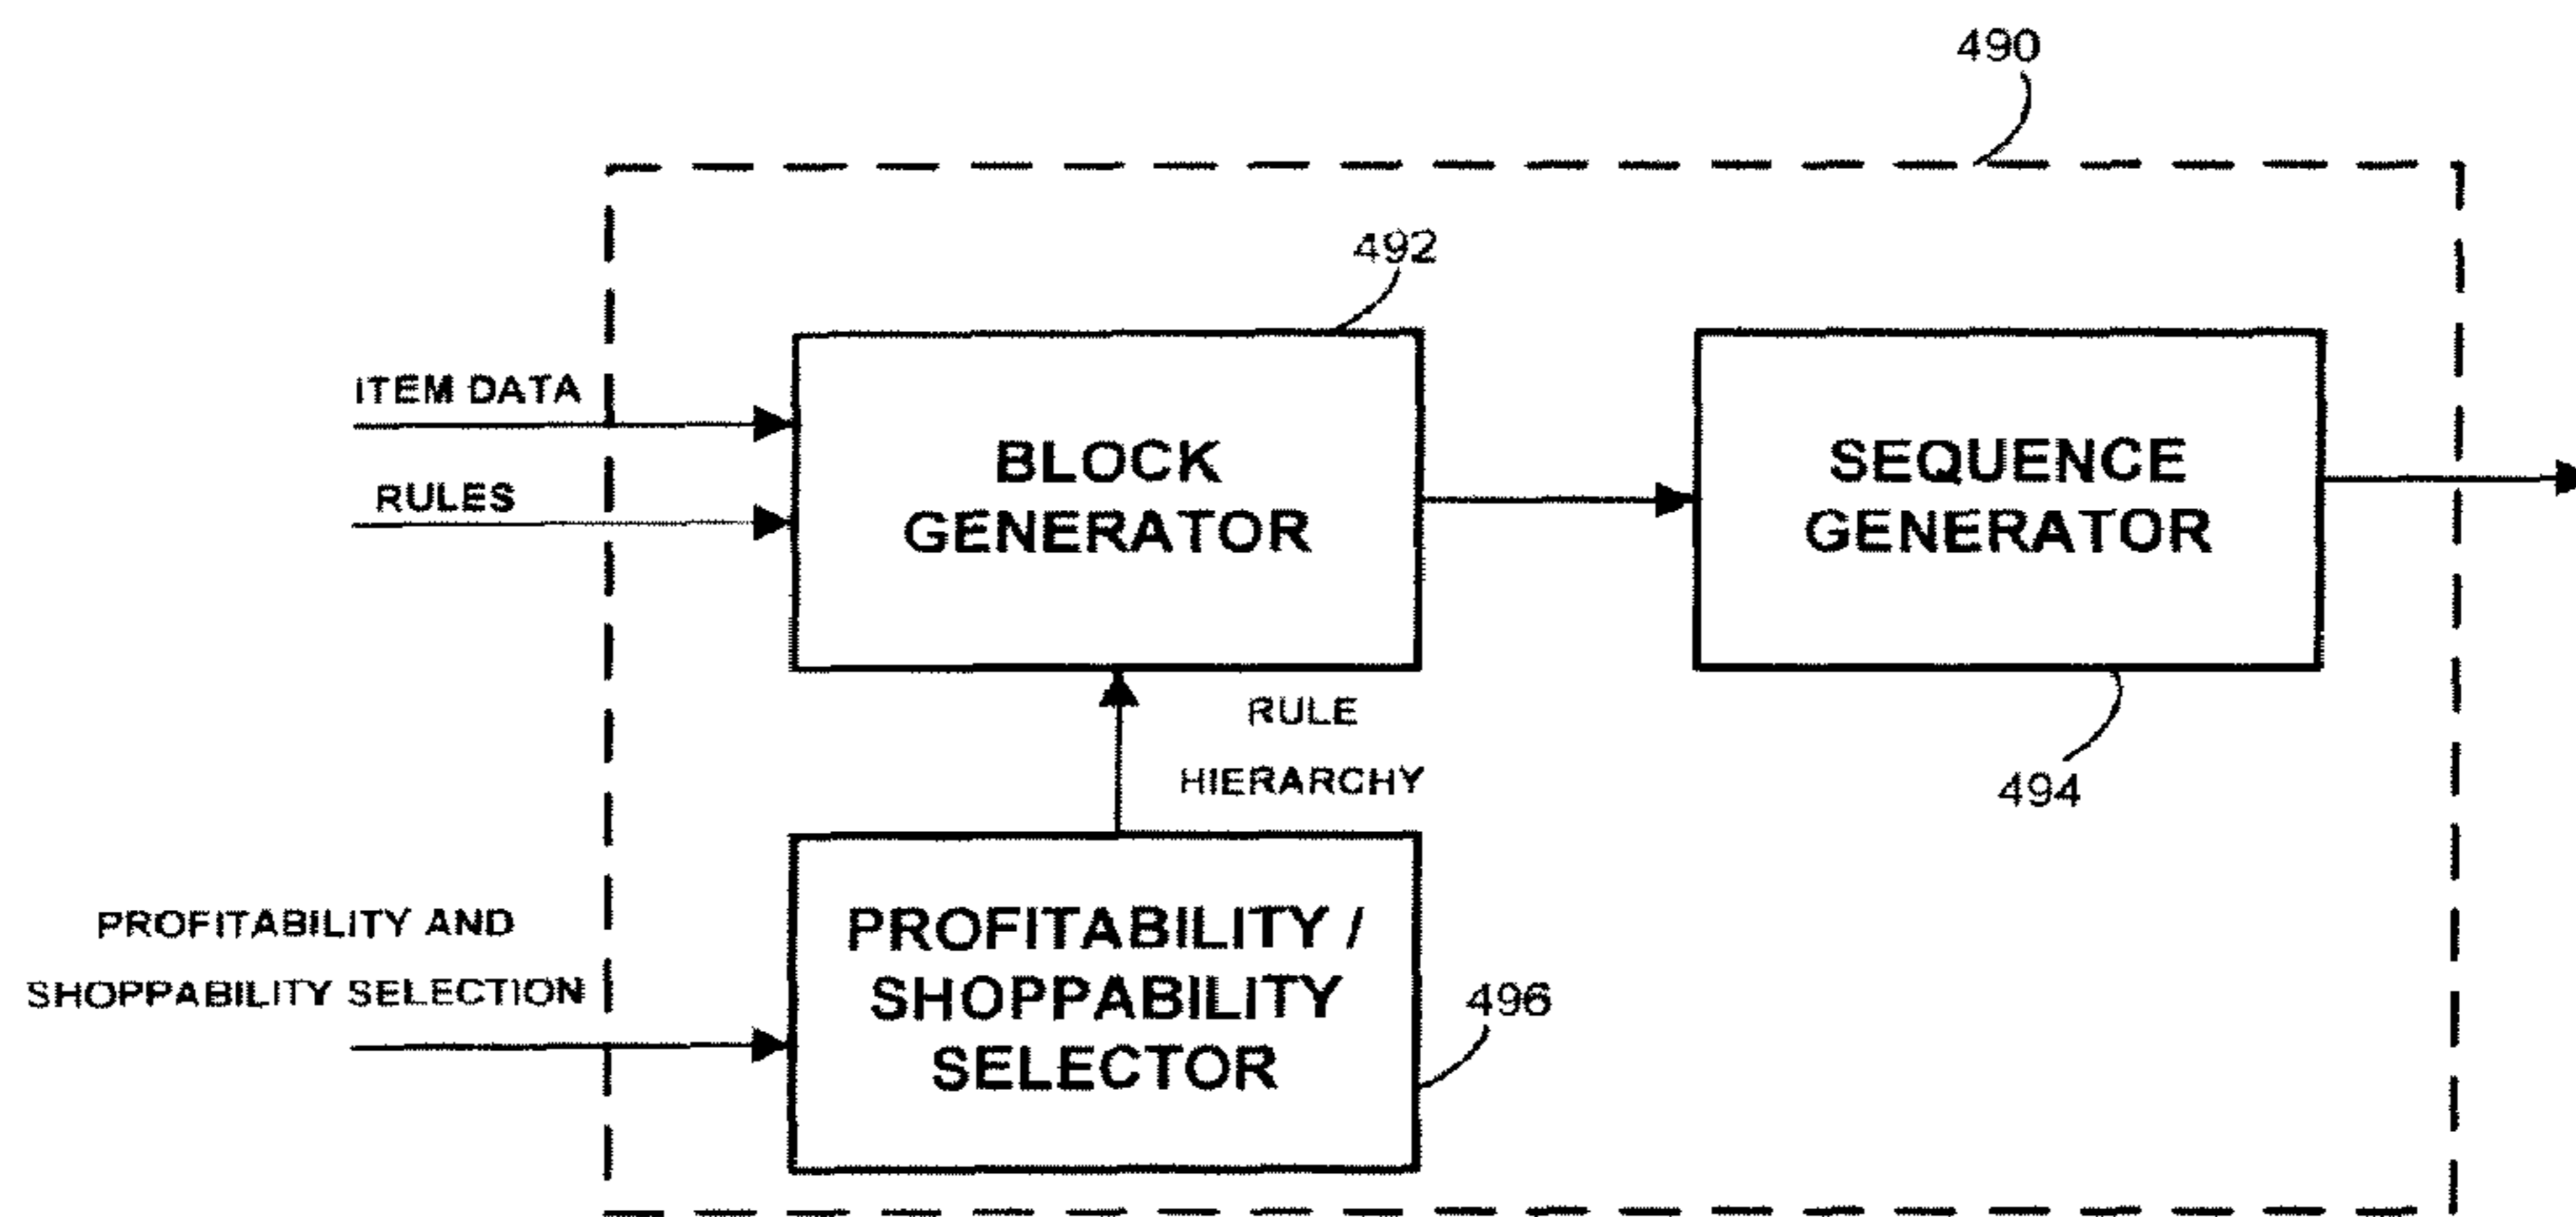 490
492
ITEM DATA
RULES
BLOCK
GENERATOR
SEQUENCE
GENERATOR
RULE
HIERARCHY
494
PROFITABILITY AND
SHOPPABILITY SELECTION
PROFITABILITY /
SHOPPABILITY
SELECTOR
496